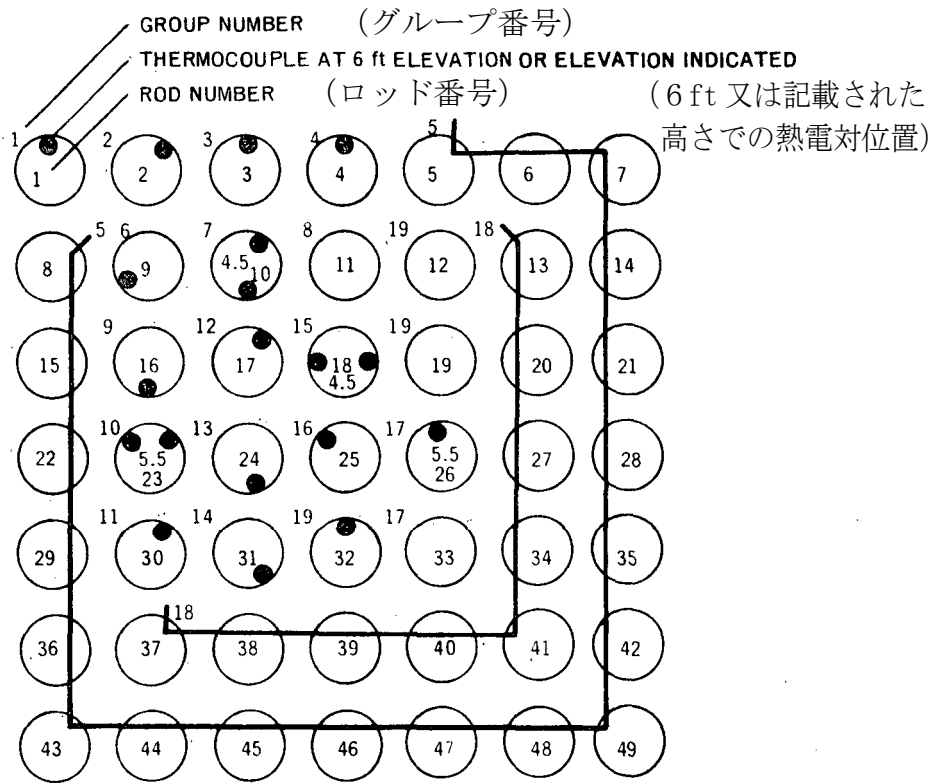 GROUP NUMBER (グループ番号)
THERMOCOUPLE AT 6 ft ELEVATION OR ELEVATION INDICATED
ROD NUMBER (ロッド番号)
(6ft 又は記載された
高さでの熱電対位置)
1 2 3 4 5
1 2 3 4 5 6 7
5 6 7 8 19 18
8 9 4.5 10 11 12 13 14
9 12 15 19
15 16 17 18 4.5 19 20 21
10 13 16 17
22 5.5 23 24 25 5.5 26 27 28
11 14 19 17
29 30 31 32 33 34 35
18
36 37 38 39 40 41 42
43 44 45 46 47 48 49